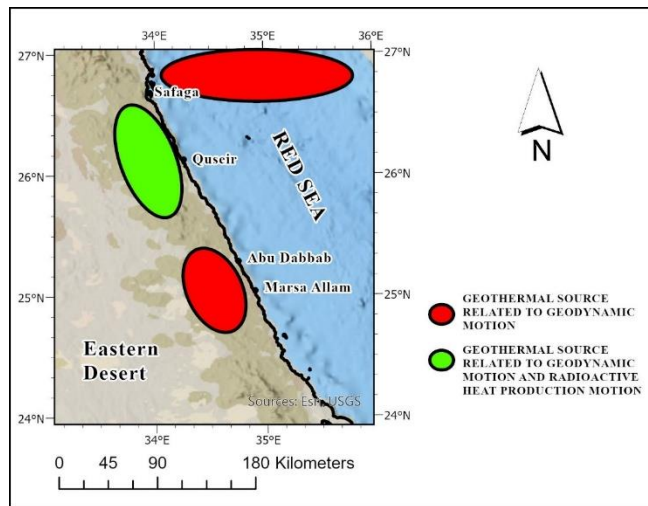 34°E
35°E
36°E
27°N
27°N
Safaga
RED SEA
Quseir
26°N
26°N
Abu Dabbab
Marsa Allam
25°N
25°N
Eastern
Desert
Sources: Esri, USGS
24°N
24°N
34°E
35°E
0 45 90 180 Kilometers
N
GEOTHERMAL SOURCE
RELATED TO GEODYNAMIC
MOTION
GEOTHERMAL SOURCE
RELATED TO GEODYNAMIC
MOTION AND RADIOACTIVE
HEAT PRODUCTION MOTION